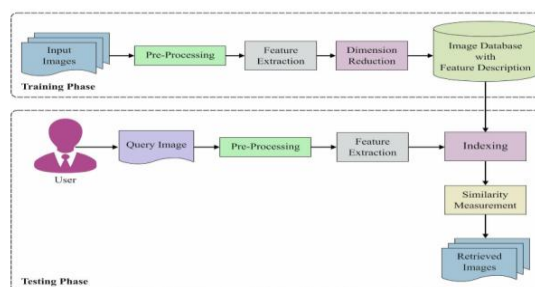 Input
Images
Pre-Processing
Feature
Extraction
Dimension
Reduction
Image Database
with
Feature Description
Training Phase
User
Query Image
Pre-Processing
Feature
Extraction
Indexing
Similarity
Measurement
Retrieved
Images
Testing Phase